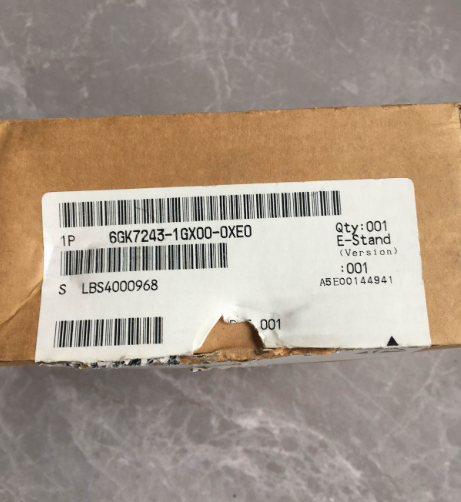 1P 6GK7243-1GX00-0XE0
Qty:001
E-Stand
(Version)
:001
S LBS4000968
A5E00144941
001